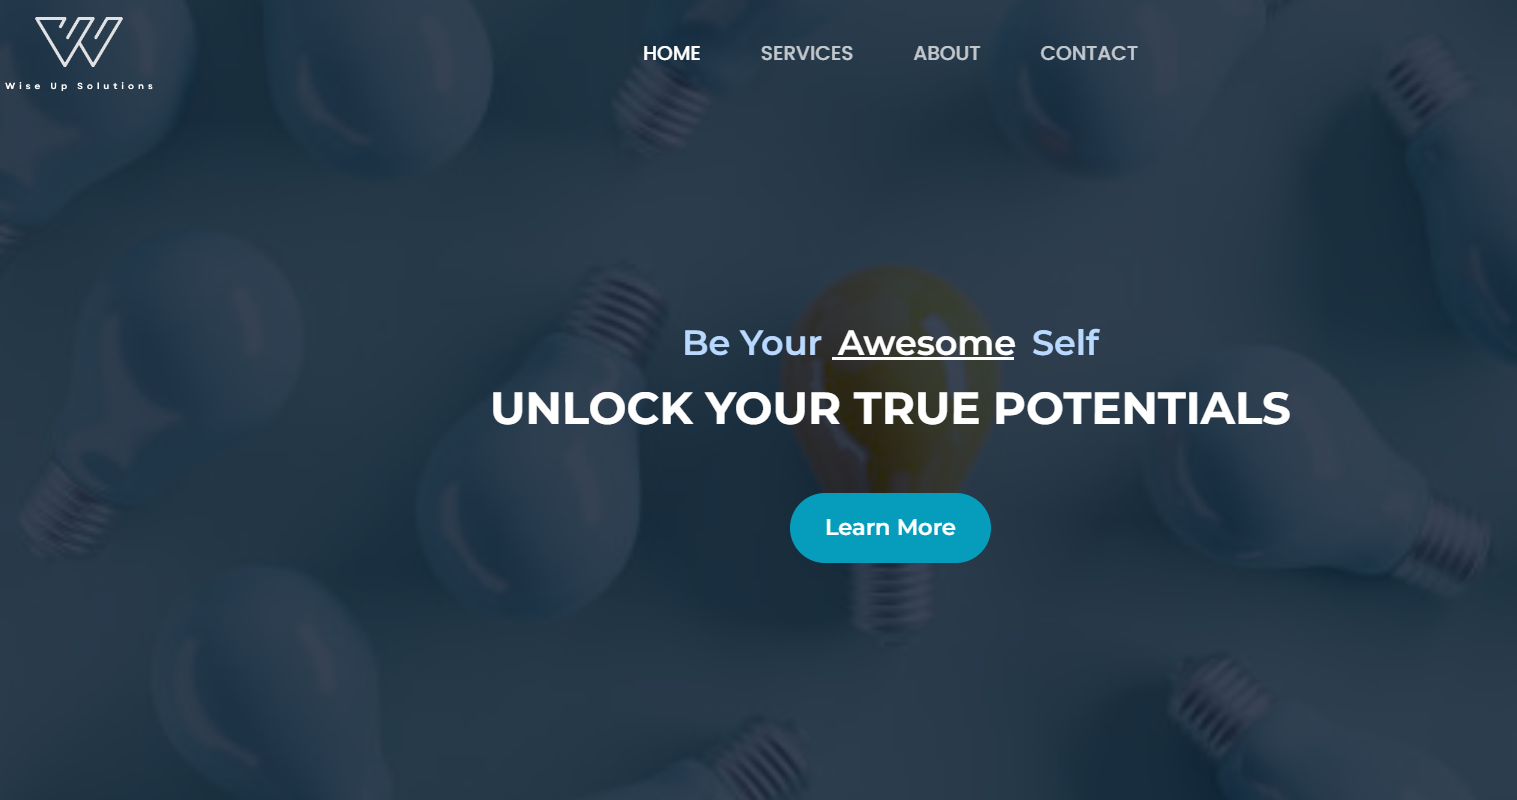 Wise Up Solutions
HOME SERVICES ABOUT CONTACT
Be Your Awesome Self
UNLOCK YOUR TRUE POTENTIALS
Learn More